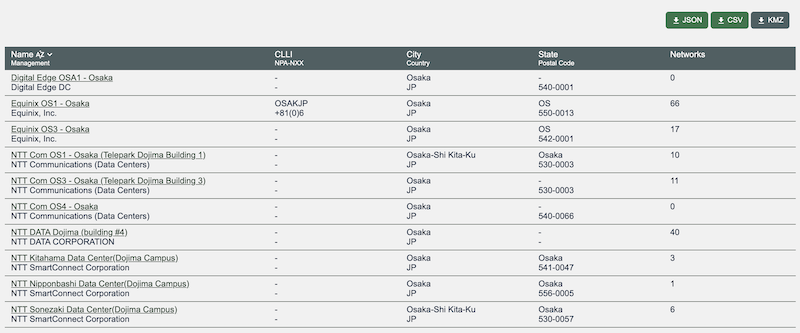 JSON CSV KMZ
Name CLLI City State Networks
Management NPA-NXX Country Postal Code
Digital Edge OSA1 - Osaka - Osaka - 0
Digital Edge DC - JP 540-0001
Equinix OS1 - Osaka OSAKJP Osaka OS 66
Equinix, Inc. +81(0)6 JP 550-0013
Equinix OS3 - Osaka - Osaka OS 17
Equinix, Inc. - JP 542-0001
NTT Com OS1 - Osaka (Telepark Dojima Building 1) - Osaka-Shi Kita-Ku Osaka 10
NTT Communications (Data Centers) - JP 530-0003
NTT Com OS3 - Osaka (Telepark Dojima Building 3) - Osaka - 11
NTT Communications (Data Centers) - JP 530-0003
NTT Com OS4 - Osaka - Osaka - 0
NTT Communications (Data Centers) - JP 540-0066
NTT DATA Dojima (building #4) - Osaka - 40
NTT DATA CORPORATION - JP -
NTT Kitahama Data Center(Dojima Campus) - Osaka Osaka 3
NTT SmartConnect Corporation - JP 541-0047
NTT Nipponbashi Data Center(Dojima Campus) - Osaka Osaka 1
NTT SmartConnect Corporation - JP 556-0005
NTT Sonezaki Data Center(Dojima Campus) - Osaka-Shi Kita-Ku Osaka 6
NTT SmartConnect Corporation - JP 530-0057